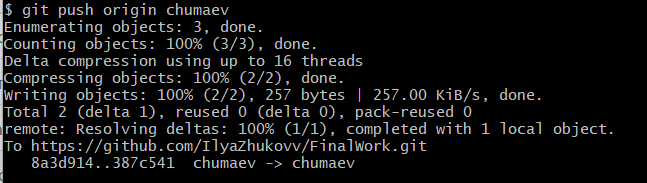 $ git push origin chumaev
Enumerating objects: 3, done.
Counting objects: 100% (3/3), done.
Delta compression using up to 16 threads
Compressing objects: 100% (2/2), done.
Writing objects: 100% (2/2), 257 bytes | 257.00 KiB/s, done.
Total 2 (delta 1), reused 0 (delta 0), pack-reused 0
remote: Resolving deltas: 100% (1/1), completed with 1 local object.
To https://github.com/IlyaZhukovv/FinalWork.git
   8a3d914..387c541  chumaev -> chumaev